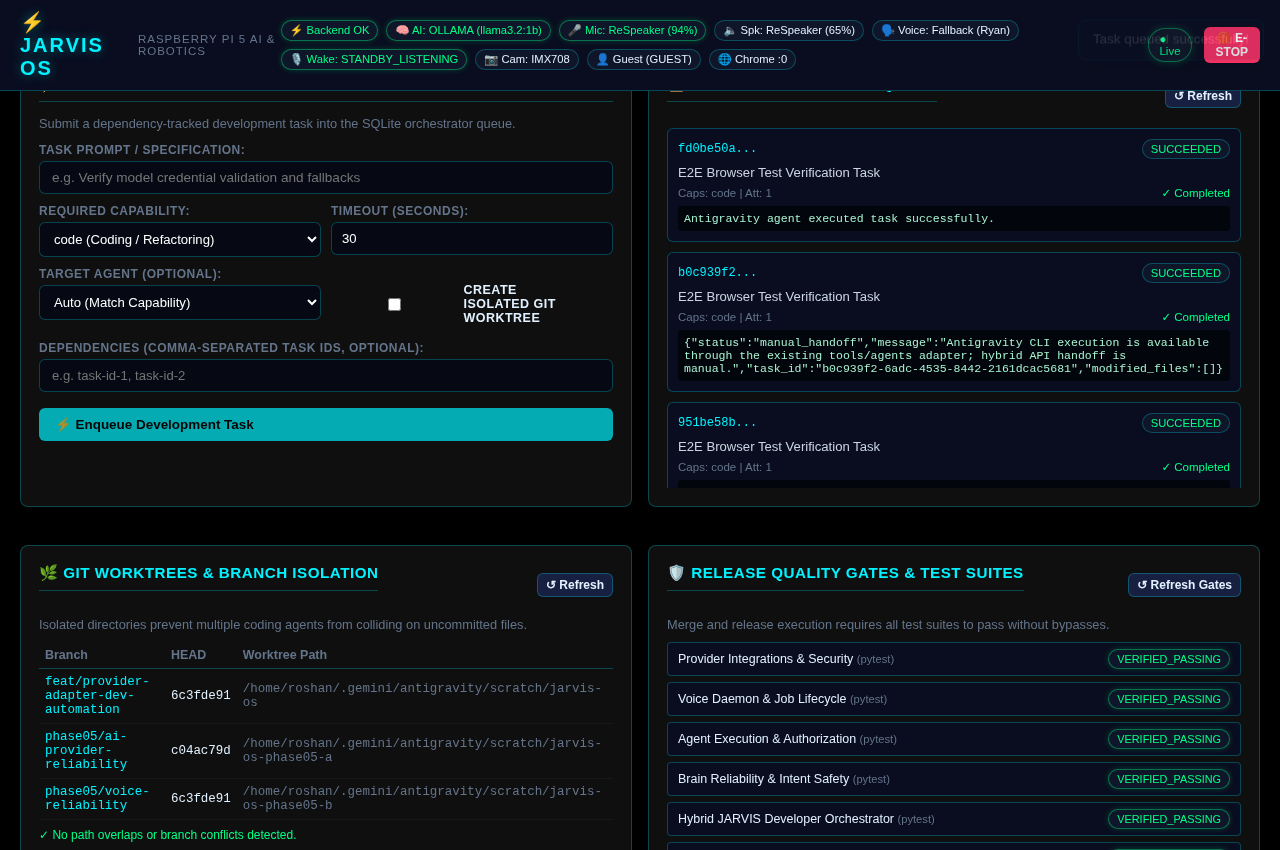 ⚡ JARVIS OS
RASPBERRY PI 5 AI & ROBOTICS
⚡ Backend OK
🧠 AI: OLLAMA (llama3.2:1b)
🎤 Mic: ReSpeaker (94%)
🔈 Spk: ReSpeaker (65%)
🗣️ Voice: Fallback (Ryan)
🎙️ Wake: STANDBY_LISTENING
📷 Cam: IMX708
👤 Guest (GUEST)
🌐 Chrome :0
Task queued successfully
● Live
E-STOP
Submit a dependency-tracked development task into the SQLite orchestrator queue.
TASK PROMPT / SPECIFICATION:
e.g. Verify model credential validation and fallbacks
REQUIRED CAPABILITY:
TIMEOUT (SECONDS):
code (Coding / Refactoring)
30
TARGET AGENT (OPTIONAL):
Auto (Match Capability)
CREATE
ISOLATED GIT
WORKTREE
DEPENDENCIES (COMMA-SEPARATED TASK IDS, OPTIONAL):
e.g. task-id-1, task-id-2
⚡ Enqueue Development Task
↺ Refresh
fd0be50a...
SUCCEEDED
E2E Browser Test Verification Task
Caps: code | Att: 1
✓ Completed
Antigravity agent executed task successfully.
b0c939f2...
SUCCEEDED
E2E Browser Test Verification Task
Caps: code | Att: 1
✓ Completed
{"status":"manual_handoff","message":"Antigravity CLI execution is available
through the existing tools/agents adapter; hybrid API handoff is
manual.","task_id":"b0c939f2-6adc-4535-8442-2161dcac5681","modified_files":[]}
951be58b...
SUCCEEDED
E2E Browser Test Verification Task
Caps: code | Att: 1
✓ Completed
🌿 GIT WORKTREES & BRANCH ISOLATION
↺ Refresh
Isolated directories prevent multiple coding agents from colliding on uncommitted files.
Branch HEAD Worktree Path
feat/provider-
adapter-dev-
automation
6c3fde91
/home/roshan/.gemini/antigravity/scratch/jarvis-
os
phase05/ai-
provider-
reliability
c04ac79d
/home/roshan/.gemini/antigravity/scratch/jarvis-
os-phase05-a
phase05/voice-
reliability
6c3fde91
/home/roshan/.gemini/antigravity/scratch/jarvis-
os-phase05-b
✓ No path overlaps or branch conflicts detected.
🛡️ RELEASE QUALITY GATES & TEST SUITES
↺ Refresh Gates
Merge and release execution requires all test suites to pass without bypasses.
Provider Integrations & Security (pytest)
VERIFIED_PASSING
Voice Daemon & Job Lifecycle (pytest)
VERIFIED_PASSING
Agent Execution & Authorization (pytest)
VERIFIED_PASSING
Brain Reliability & Intent Safety (pytest)
VERIFIED_PASSING
Hybrid JARVIS Developer Orchestrator (pytest)
VERIFIED_PASSING